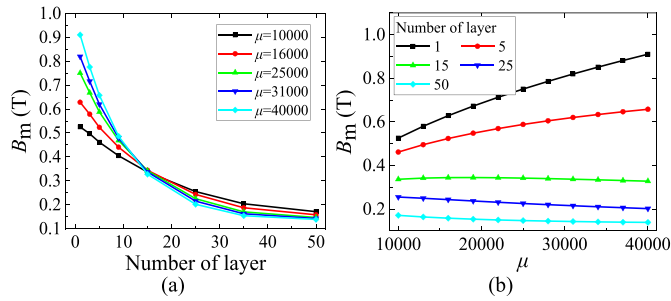 1.0
0.9
0.8
0.7
0.6
0.5
0.4
0.3
0.2
0.1
0 10 20 30 40 50
Number of layer
Bm (T)
μ=10000
μ=16000
μ=25000
μ=31000
μ=40000
(a)
Number of layer
1 5
15 25
50
1.0
0.8
0.6
0.4
0.2
10000 20000 30000 40000
μ
Bm (T)
(b)